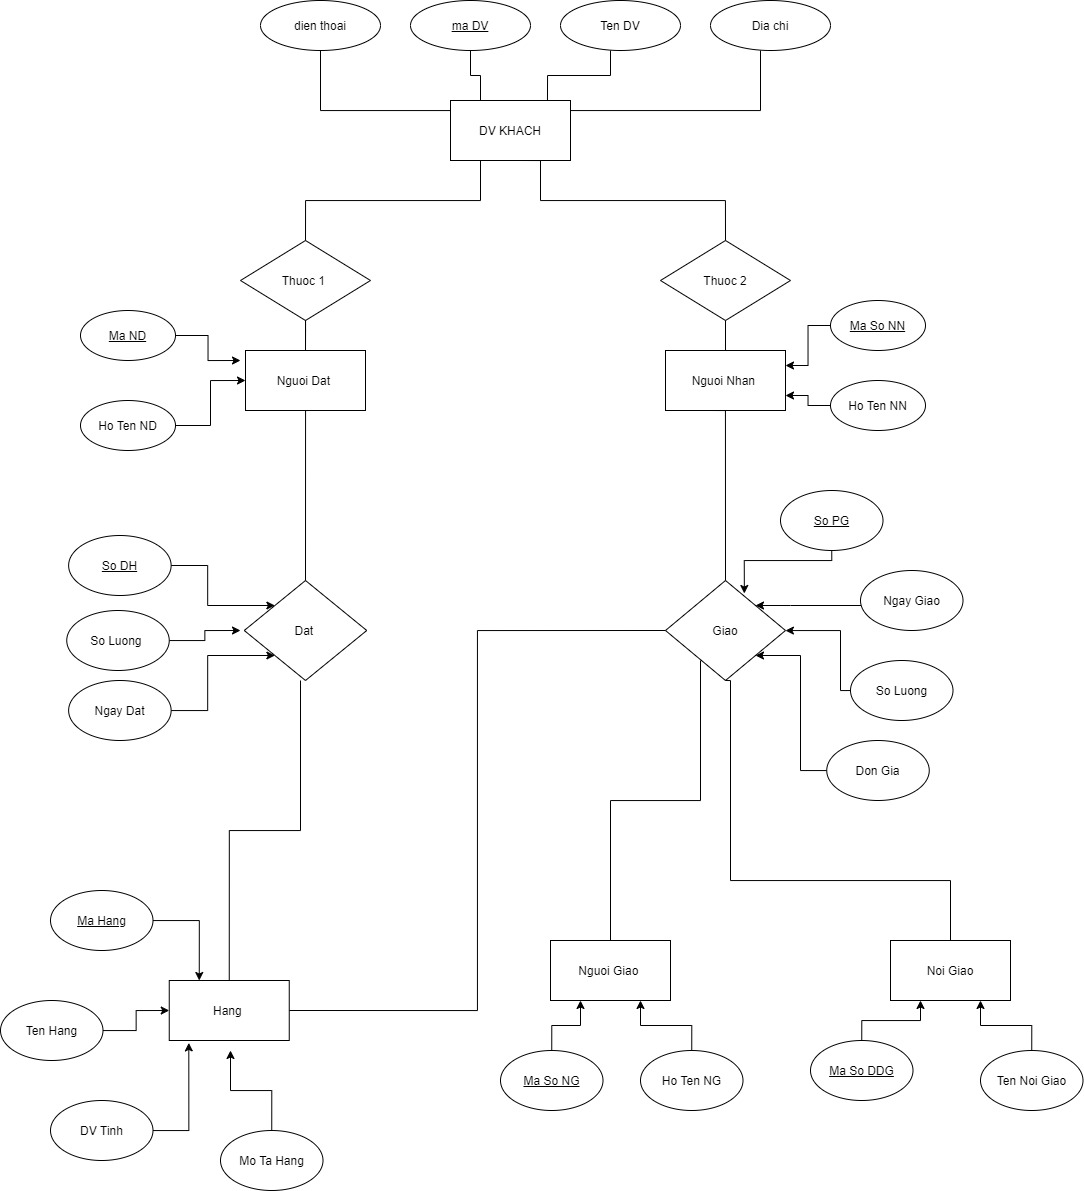 dien thoai
ma DV
Ten DV
Dia chi
DV KHACH
Thuoc 1
Thuoc 2
Ma ND
Ma So NN
Nguoi Dat
Nguoi Nhan
Ho Ten ND
Ho Ten NN
So PG
So DH
Ngay Giao
So Luong
Dat
Giao
So Luong
Ngay Dat
Don Gia
Ma Hang
Nguoi Giao
Noi Giao
Hang
Ten Hang
Ma So NG
Ho Ten NG
Ma So DDG
Ten Noi Giao
DV Tinh
Mo Ta Hang